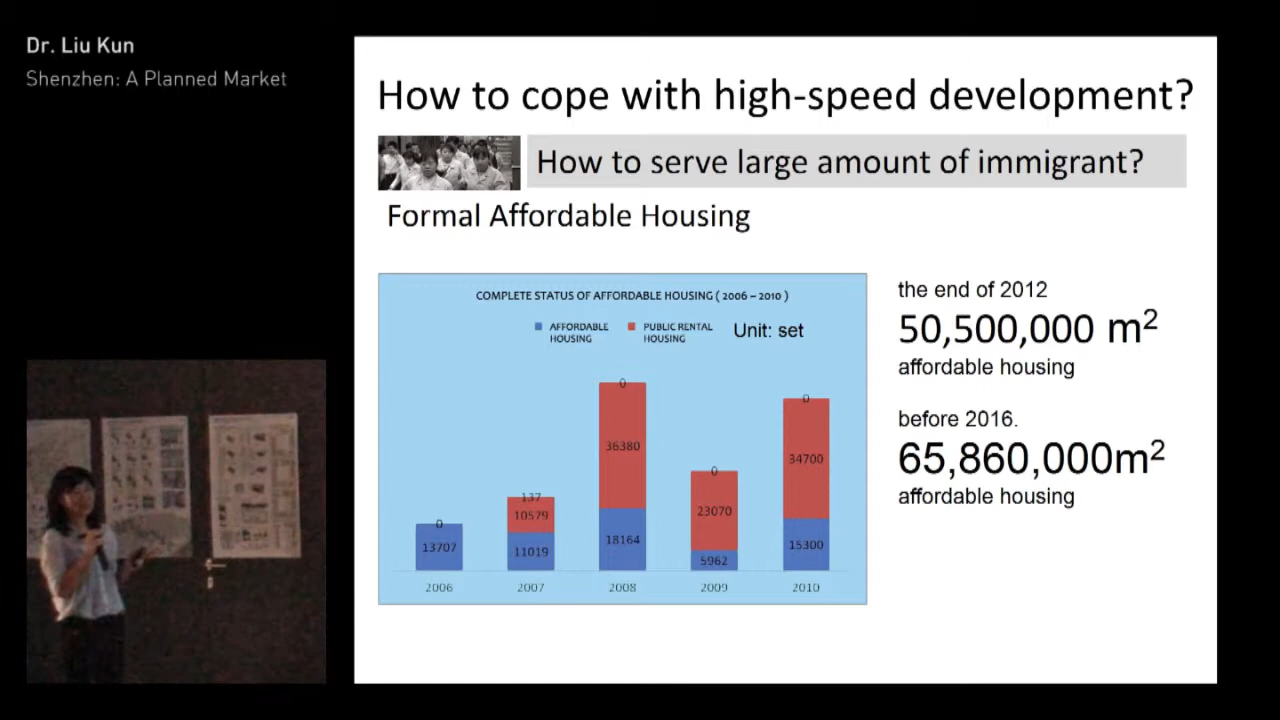 Dr. Liu Kun
Shenzhen: A Planned Market
How to cope with high-speed development?
How to serve large amount of immigrant?
Formal Affordable Housing
COMPLETE STATUS OF AFFORDABLE HOUSING ( 2006 – 2010 )
AFFORDABLE HOUSING
PUBLIC RENTAL HOUSING
Unit: set
0
13707
137
10579
11019
0
36380
18164
0
23070
5962
0
34700
15300
2006 2007 2008 2009 2010
the end of 2012
50,500,000 m²
affordable housing
before 2016.
65,860,000m²
affordable housing